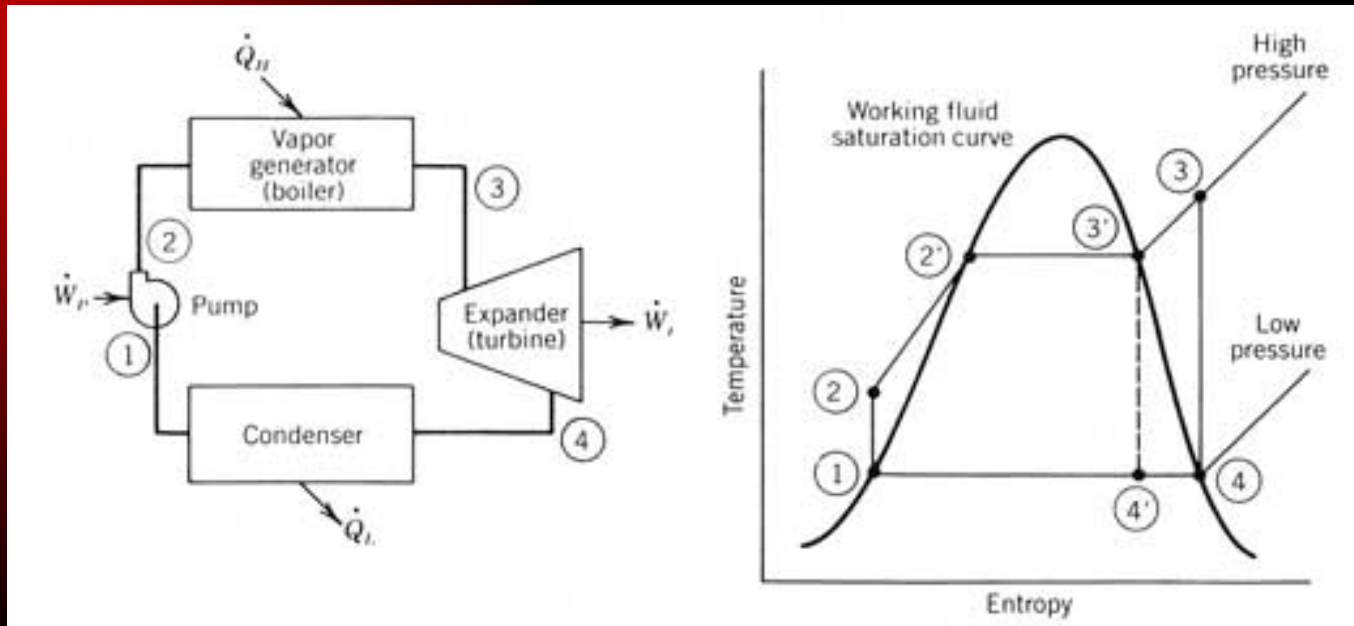 Q̇H
Vapor
generator
(boiler)
3
2
ẆP
Pump
1
Expander
(turbine)
Ẇt
Condenser
4
Q̇L
High
pressure
Working fluid
saturation curve
3
3'
2'
Low
pressure
Temperature
2
1
4'
4
Entropy